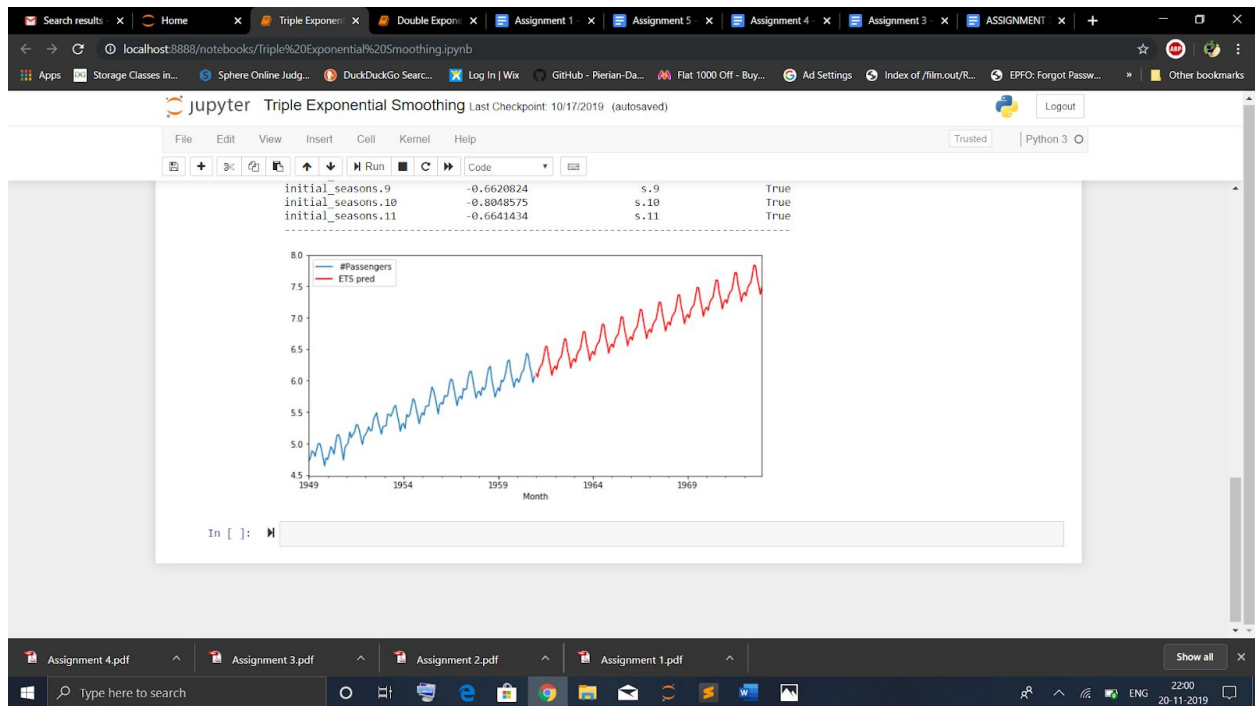 Search results -
Home
Triple Exponent
Double Expone
Assignment 1 -
Assignment 5 -
Assignment 4 -
Assignment 3 -
ASSIGNMENT
localhost:8888/notebooks/Triple%20Exponential%20Smoothing.ipynb
ABP
Apps
Storage Classes in...
Sphere Online Judg...
DuckDuckGo Searc...
Log In | Wix
GitHub - Pierian-Da...
Flat 1000 Off - Buy...
Ad Settings
Index of /film.out/R...
EPFO: Forgot Passw...
»
Other bookmarks
jupyter Triple Exponential Smoothing Last Checkpoint: 10/17/2019 (autosaved)
Logout
File Edit View Insert Cell Kernel Help
Trusted
Python 3
Run
Code
initial_seasons.9 -0.6620824 s.9 True
initial_seasons.10 -0.8048575 s.10 True
initial_seasons.11 -0.6641434 s.11 True
--------------------------------------------------------------------------------
#Passengers
ETS pred
8.0
7.5
7.0
6.5
6.0
5.5
5.0
4.5
1949 1954 1959 1964 1969
Month
In [ ]:
Assignment 4.pdf
Assignment 3.pdf
Assignment 2.pdf
Assignment 1.pdf
Show all
Type here to search
ENG
22:00
20-11-2019